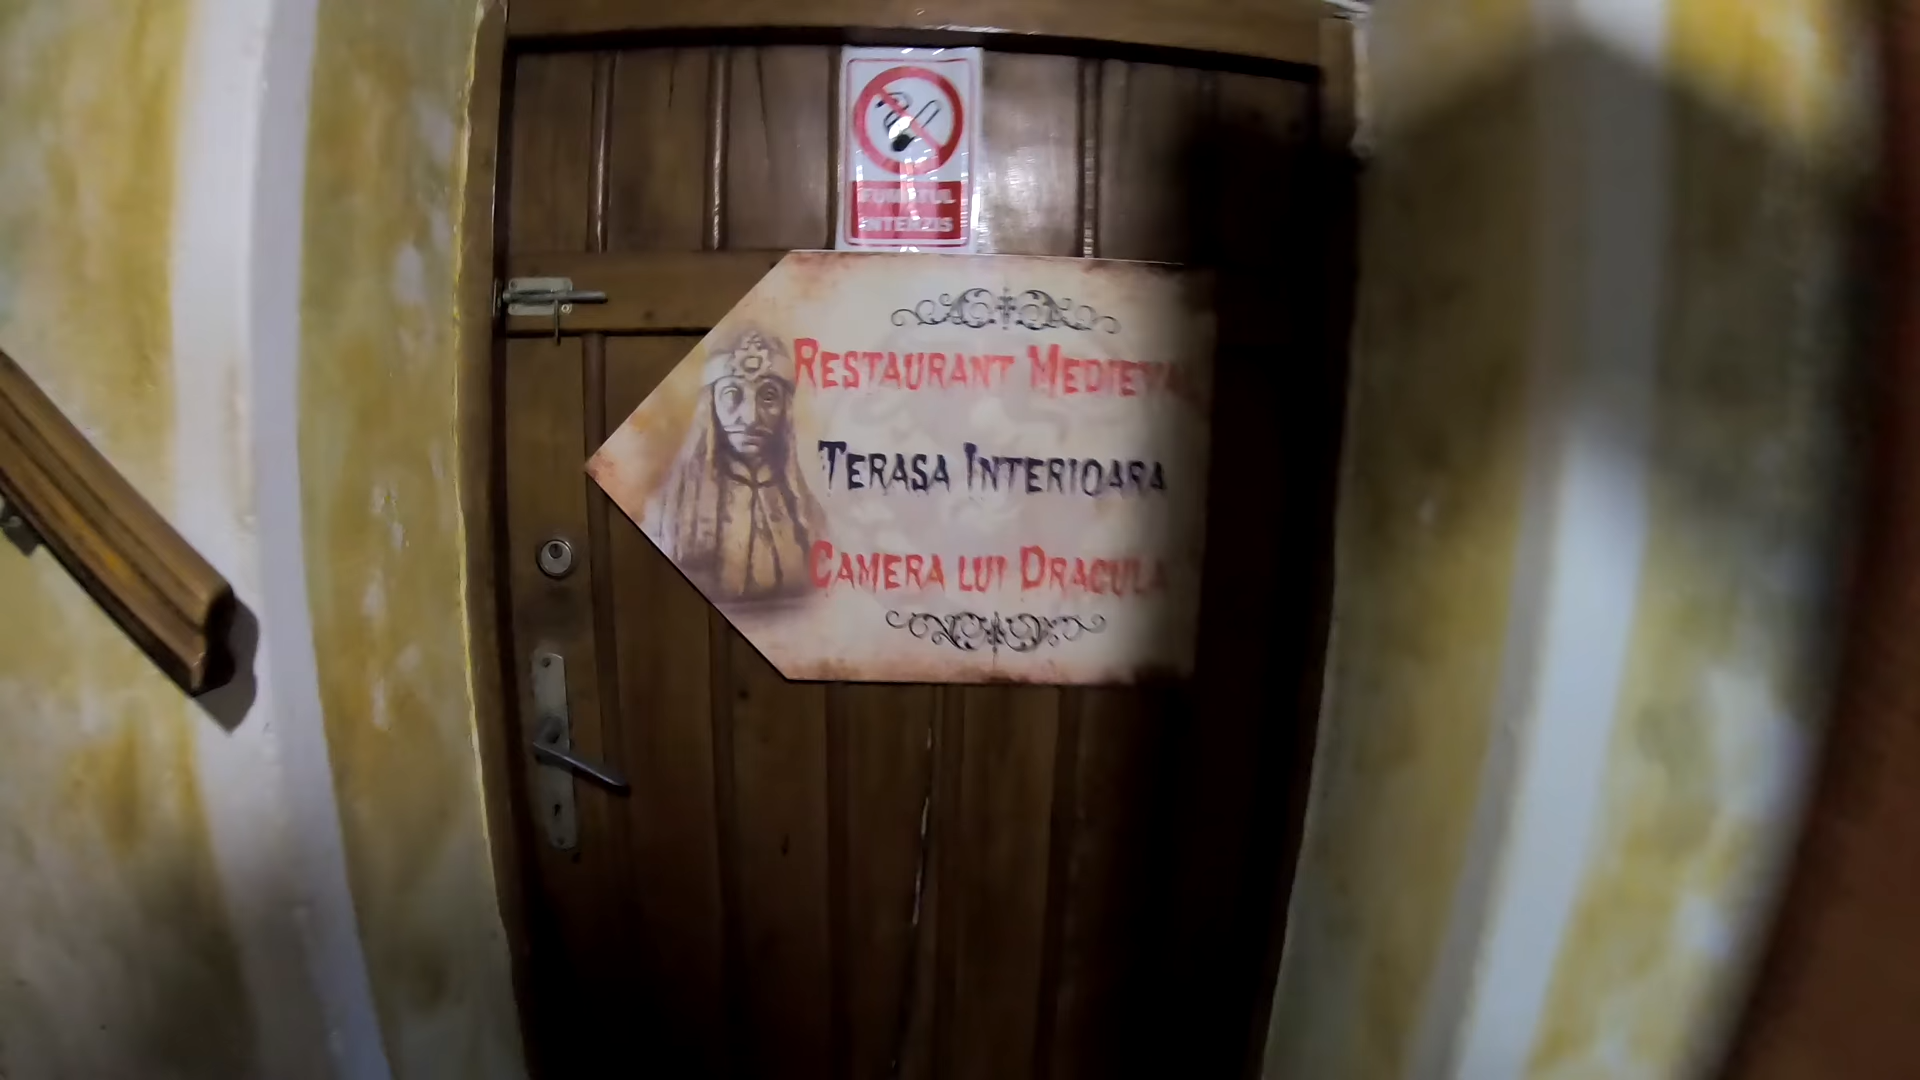 FUMATUL
INTERZIS
RESTAURANT MEDIEVAL
TERASA INTERIOARA
CAMERA LUI DRACULA